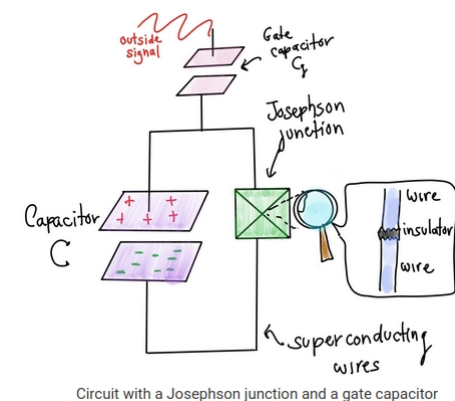 outside
signal
Gate
capacitor
Cg
Josephson
junction
Capacitor
C
+ + + + +
- - - - - - - - -
wire
insulator
wire
superconducting
wires
Circuit with a Josephson junction and a gate capacitor